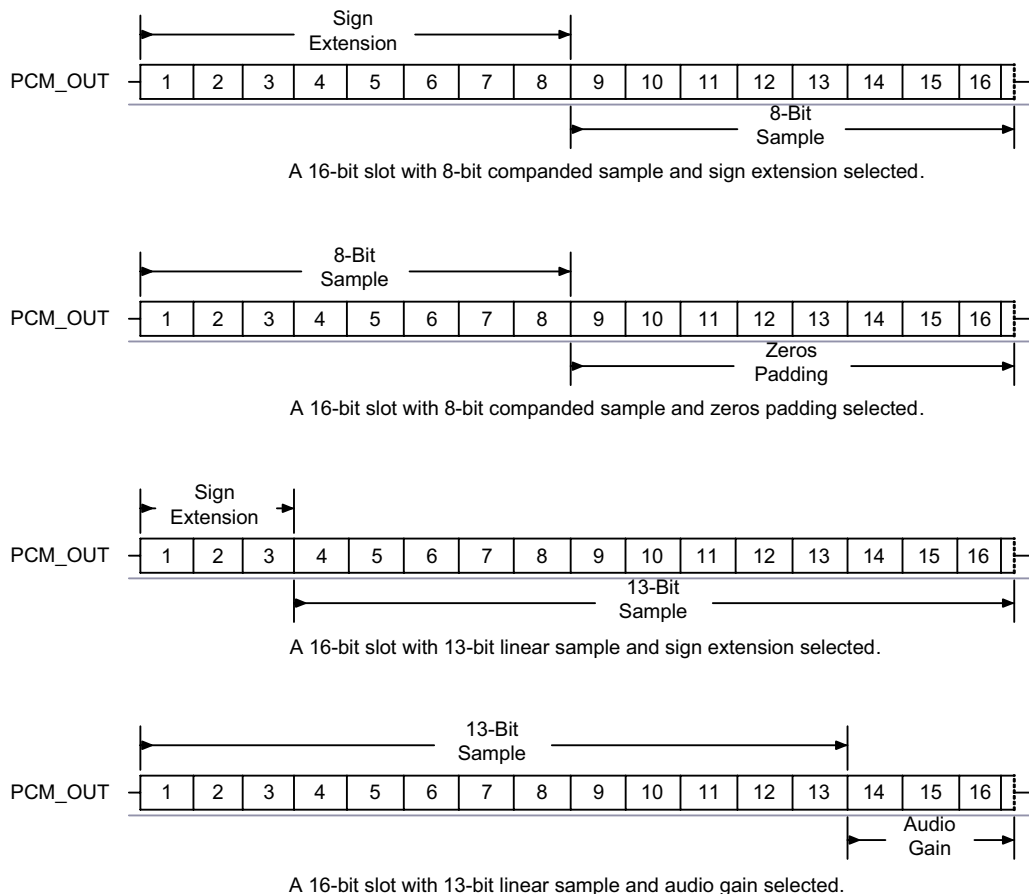 Sign
Extension
PCM_OUT 1 2 3 4 5 6 7 8 9 10 11 12 13 14 15 16
8-Bit
Sample
A 16-bit slot with 8-bit companded sample and sign extension selected.
8-Bit
Sample
PCM_OUT 1 2 3 4 5 6 7 8 9 10 11 12 13 14 15 16
Zeros
Padding
A 16-bit slot with 8-bit companded sample and zeros padding selected.
Sign
Extension
PCM_OUT 1 2 3 4 5 6 7 8 9 10 11 12 13 14 15 16
13-Bit
Sample
A 16-bit slot with 13-bit linear sample and sign extension selected.
13-Bit
Sample
PCM_OUT 1 2 3 4 5 6 7 8 9 10 11 12 13 14 15 16
Audio
Gain
A 16-bit slot with 13-bit linear sample and audio gain selected.